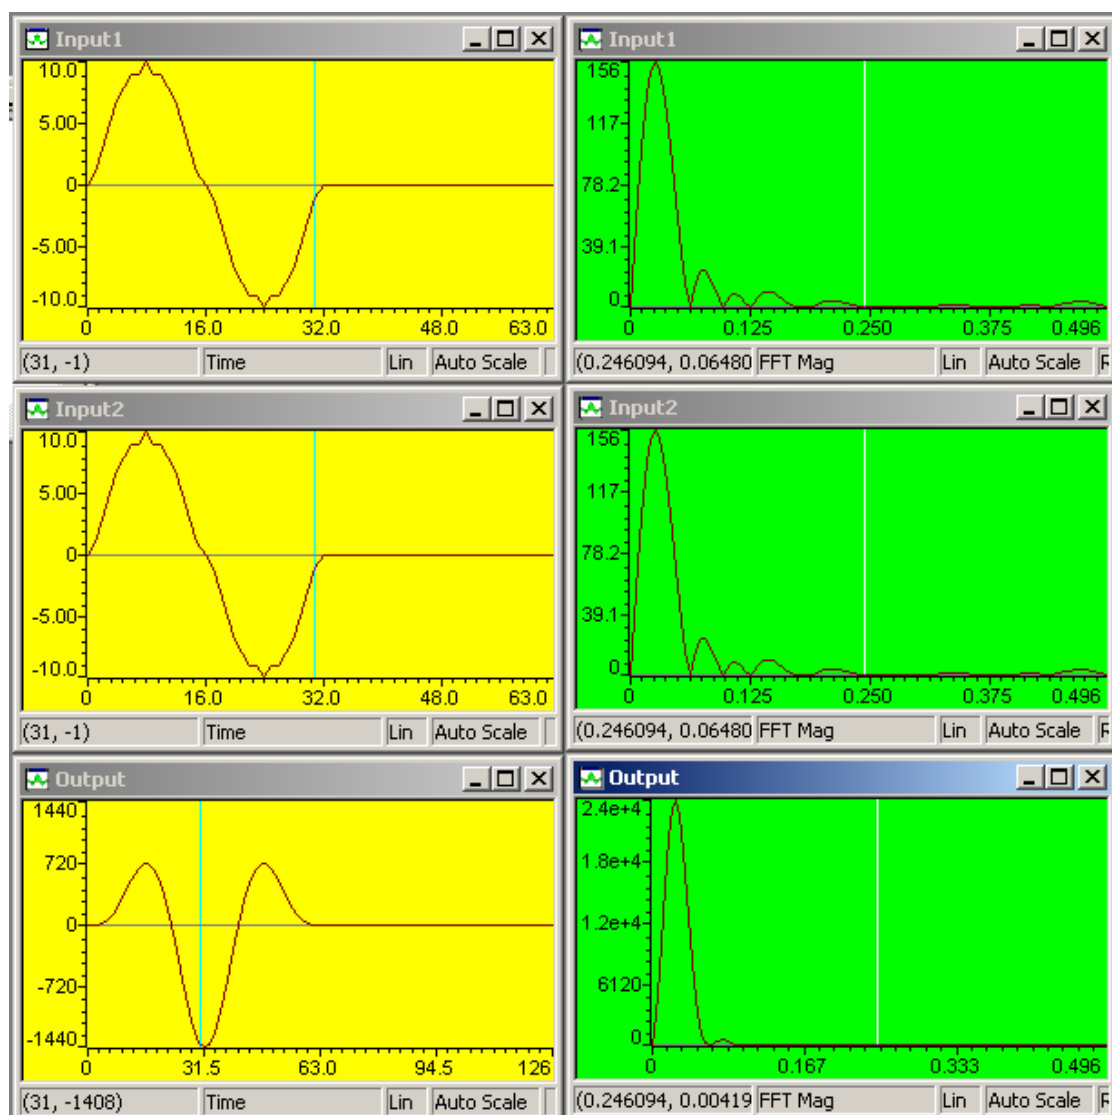 Input1
10.0
5.00
0
-5.00
-10.0
0 16.0 32.0 48.0 63.0
(31, -1) Time Lin Auto Scale
Input1
156
117
78.2
39.1
0
0 0.125 0.250 0.375 0.496
(0.246094, 0.06480 FFT Mag Lin Auto Scale
Input2
10.0
5.00
0
-5.00
-10.0
0 16.0 32.0 48.0 63.0
(31, -1) Time Lin Auto Scale
Input2
156
117
78.2
39.1
0
0 0.125 0.250 0.375 0.496
(0.246094, 0.06480 FFT Mag Lin Auto Scale
Output
1440
720
0
-720
-1440
0 31.5 63.0 94.5 126
(31, -1408) Time Lin Auto Scale
Output
2.4e+4
1.8e+4
1.2e+4
6120
0
0 0.167 0.333 0.496
(0.246094, 0.00419 FFT Mag Lin Auto Scale